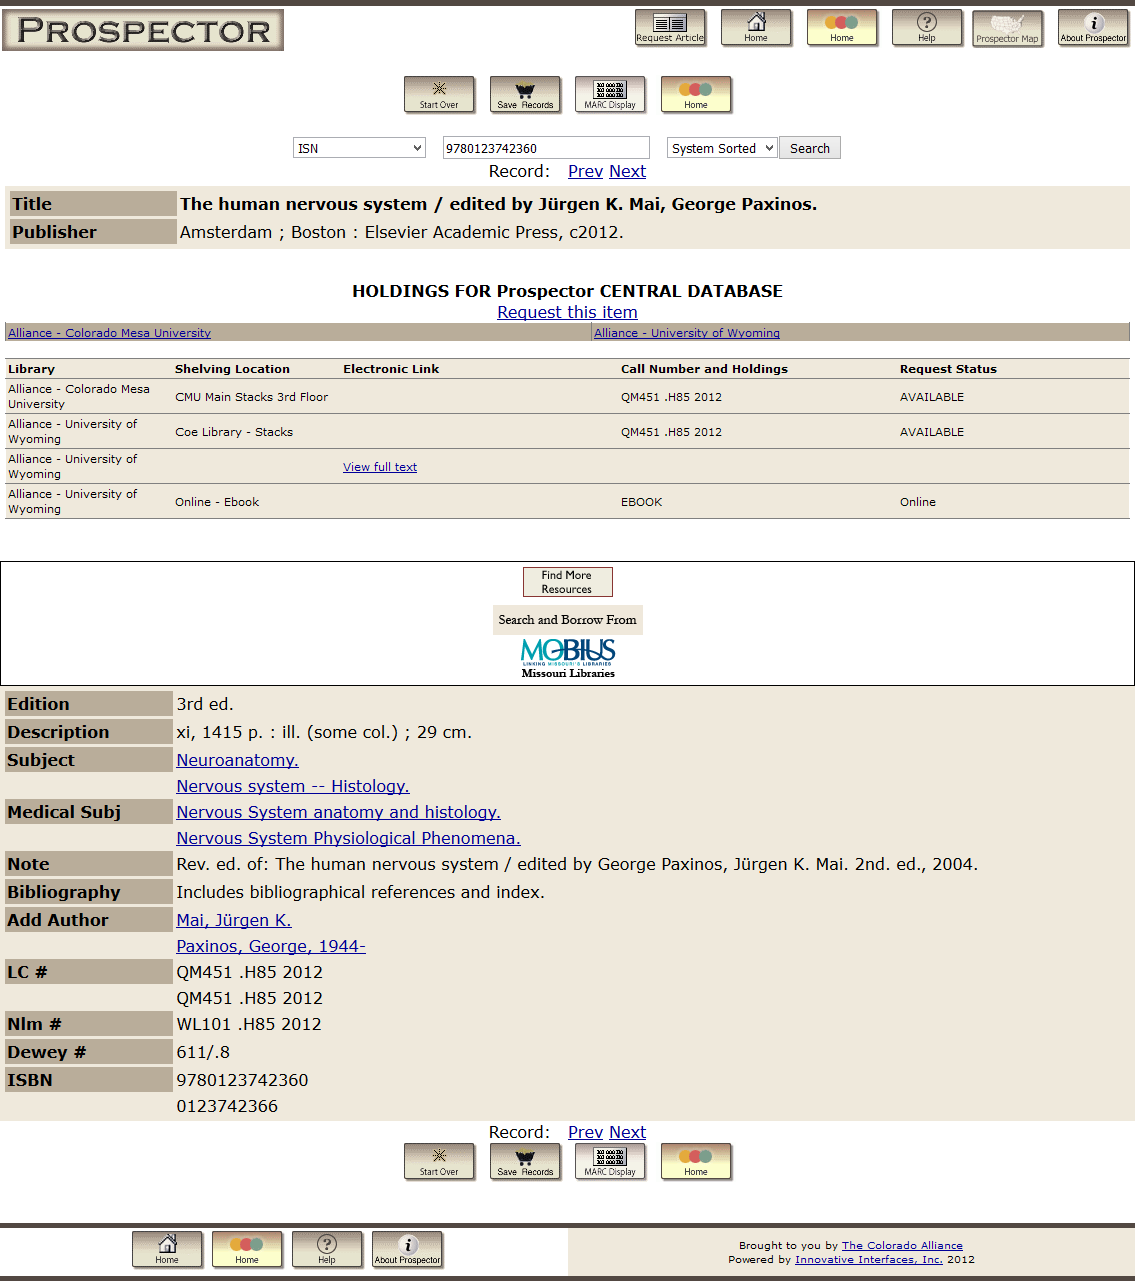 PROSPECTOR
Request Article Home Home Help Prospector Map About Prospector
Start Over Save Records MARC Display Home
ISN 9780123742360 System Sorted Search
Record: Prev Next
Title The human nervous system / edited by Jürgen K. Mai, George Paxinos.
Publisher Amsterdam ; Boston : Elsevier Academic Press, c2012.
HOLDINGS FOR Prospector CENTRAL DATABASE
Request this item
Alliance - Colorado Mesa University Alliance - University of Wyoming
Library Shelving Location Electronic Link Call Number and Holdings Request Status
Alliance - Colorado Mesa
University CMU Main Stacks 3rd Floor QM451 .H85 2012 AVAILABLE
Alliance - University of
Wyoming Coe Library - Stacks QM451 .H85 2012 AVAILABLE
Alliance - University of
Wyoming View full text
Alliance - University of
Wyoming Online - Ebook EBOOK Online
Find More
Resources
Search and Borrow From
MOBIUS
LINKING MISSOURI'S LIBRARIES
Missouri Libraries
Edition 3rd ed.
Description xi, 1415 p. : ill. (some col.) ; 29 cm.
Subject Neuroanatomy.
Nervous system -- Histology.
Medical Subj Nervous System anatomy and histology.
Nervous System Physiological Phenomena.
Note Rev. ed. of: The human nervous system / edited by George Paxinos, Jürgen K. Mai. 2nd. ed., 2004.
Bibliography Includes bibliographical references and index.
Add Author Mai, Jürgen K.
Paxinos, George, 1944-
LC # QM451 .H85 2012
QM451 .H85 2012
Nlm # WL101 .H85 2012
Dewey # 611/.8
ISBN 9780123742360
0123742366
Record: Prev Next
Start Over Save Records MARC Display Home
Home Home Help About Prospector
Brought to you by The Colorado Alliance
Powered by Innovative Interfaces, Inc. 2012